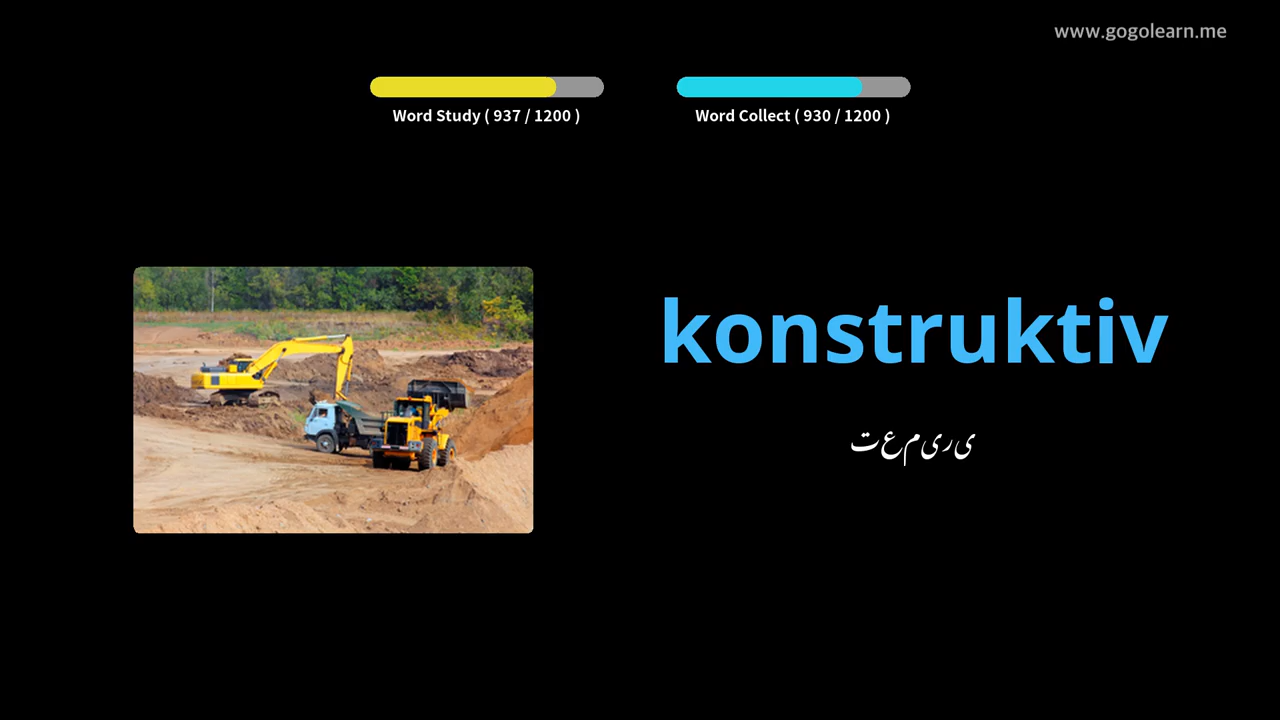 www.gogolearn.me
Word Study ( 937 / 1200 )
Word Collect ( 930 / 1200 )
konstruktiv
تعمیری